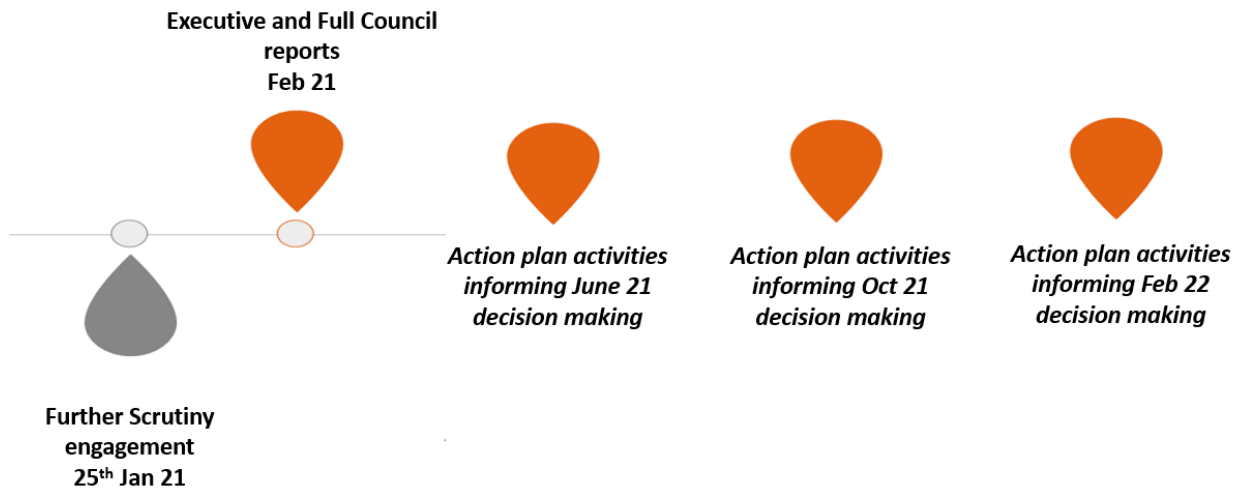 Executive and Full Council
reports
Feb 21
Further Scrutiny
engagement
25th Jan 21
Action plan activities
informing June 21
decision making
Action plan activities
informing Oct 21
decision making
Action plan activities
informing Feb 22
decision making